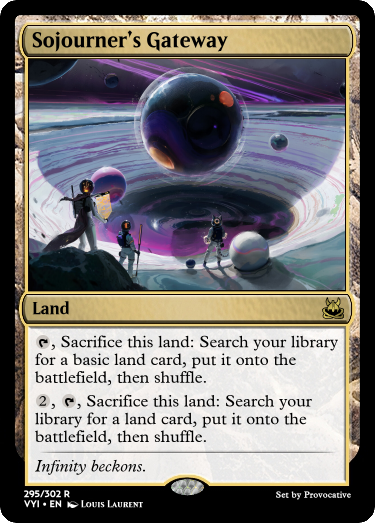 Sojourner's Gateway
Land
, Sacrifice this land: Search your library
for a basic land card, put it onto the
battlefield, then shuffle.
2, , Sacrifice this land: Search your
library for a land card, put it onto the
battlefield, then shuffle.
Infinity beckons.
295/302 R
VYI • EN Louis Laurent
Set by Provocative